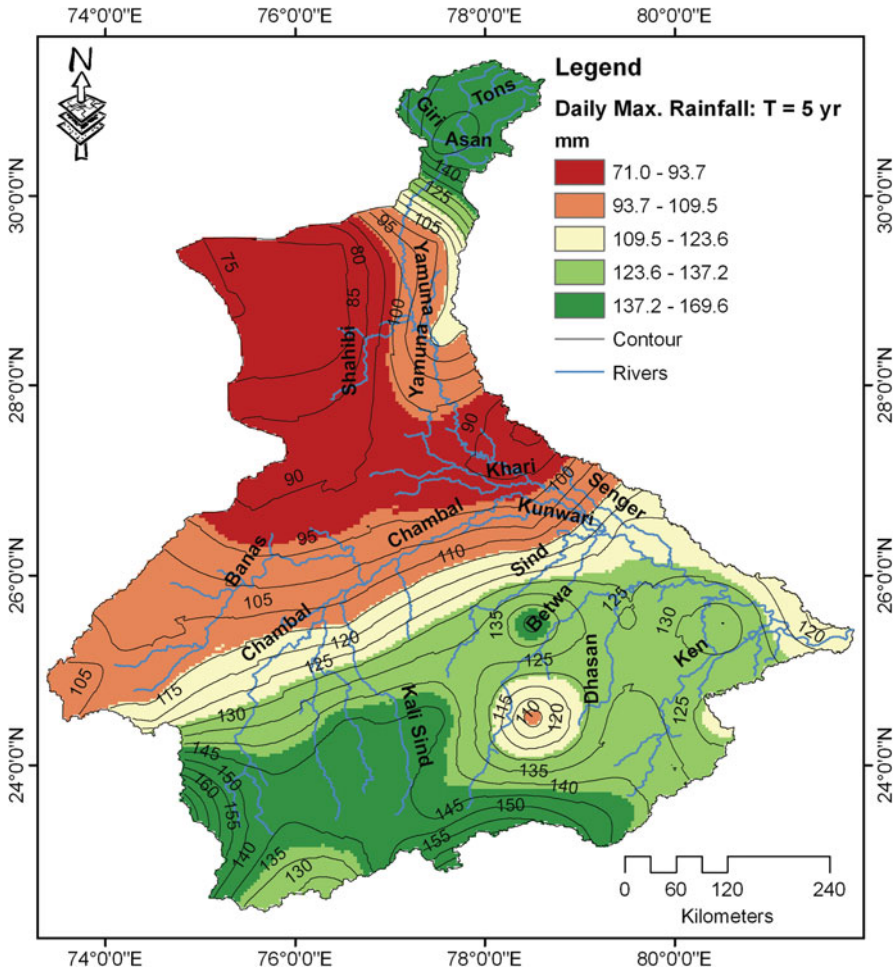 74°0'0"E 76°0'0"E 78°0'0"E 80°0'0"E
N
Legend
Daily Max. Rainfall: T = 5 yr
mm
71.0 - 93.7
93.7 - 109.5
109.5 - 123.6
123.6 - 137.2
137.2 - 169.6
Contour
Rivers
30°0'0"N
28°0'0"N
26°0'0"N
24°0'0"N
30°0'0"N
28°0'0"N
26°0'0"N
24°0'0"N
Giri
Tons
Asan
140
125
105
95
Yamuna
80
75
85
100
Shahibi
Yamuna
90
Khari
90
100
Senger
Kunwari
Chambal
95
110
Banas
Sind
105
Chambal
120
125
135
Betwa
125
130
Ken
120
105
115
125
Dhasan
130
Kali Sind
115
110
120
125
145
150
160
155
135
140
145
150
155
140
135
130
0 60 120 240
Kilometers
74°0'0"E 76°0'0"E 78°0'0"E 80°0'0"E